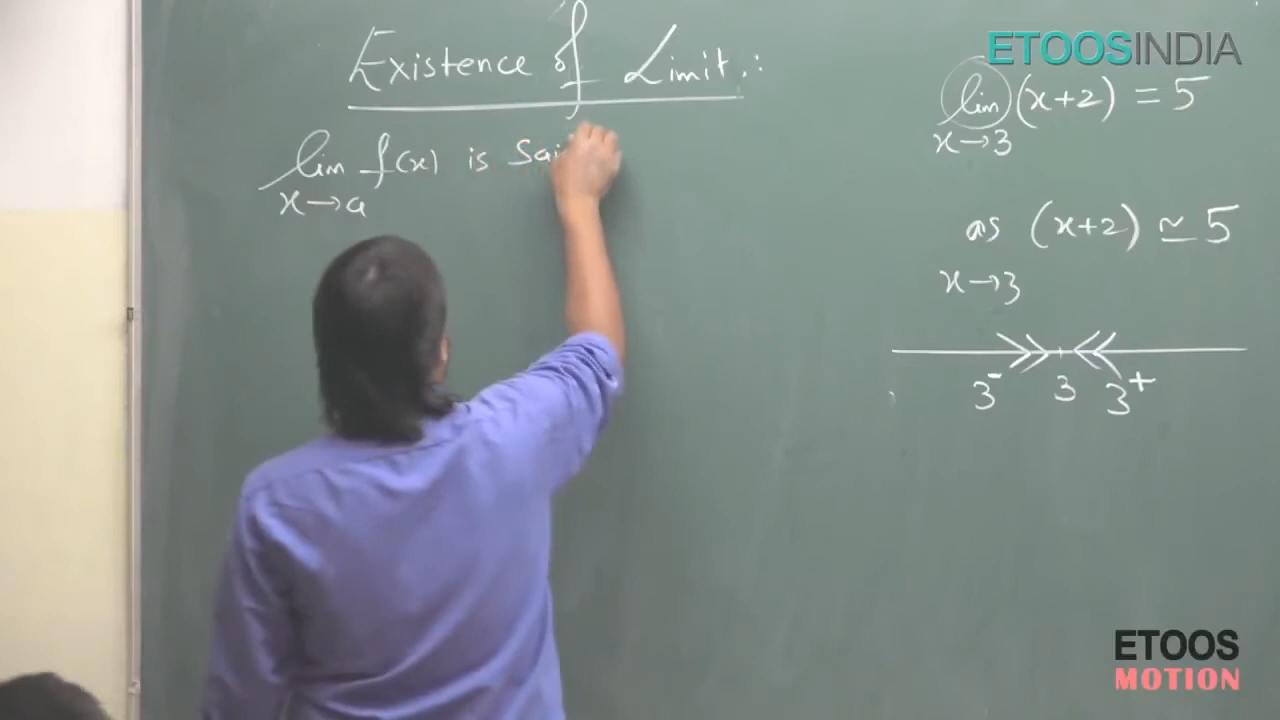 Existence of Limit :
lim f(x) is Sai
x→a
ETOOSINDIA
lim (x+2) = 5
x→3
as (x+2) ≃ 5
x→3
3⁻ 3 3⁺
ETOOS
MOTION